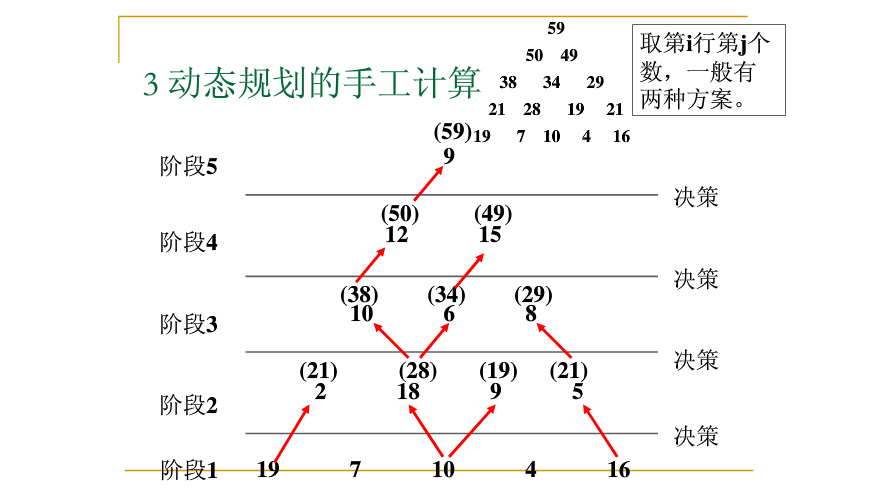 3 动态规划的手工计算
59
50 49
38 34 29
21 28 19 21
19 7 10 4 16
取第i行第j个
数，一般有
两种方案。
(59)
9
阶段5
决策
(50) (49)
12 15
阶段4
决策
(38) (34) (29)
10 6 8
阶段3
决策
(21) (28) (19) (21)
2 18 9 5
阶段2
决策
阶段1 19 7 10 4 16